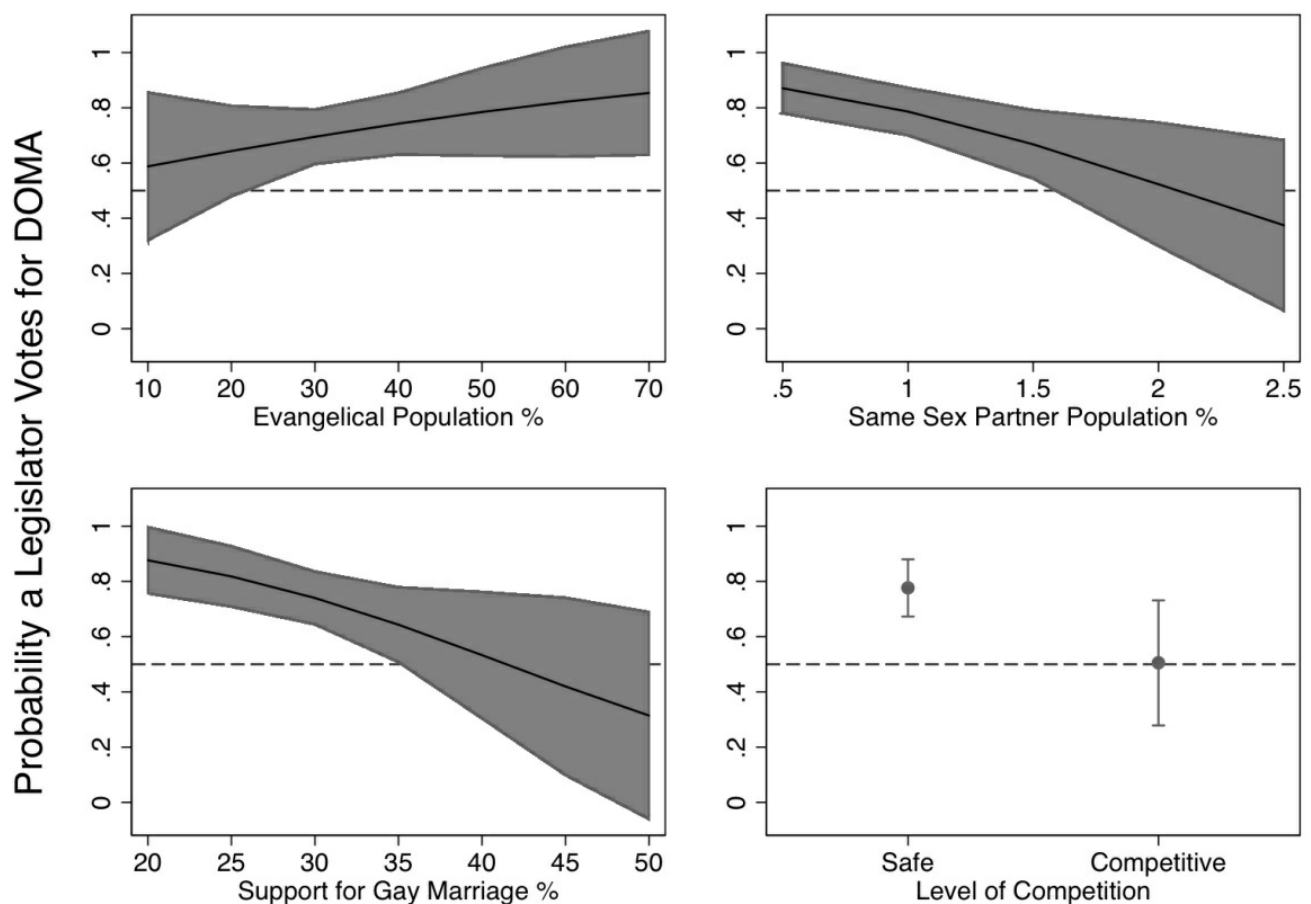 Probability a Legislator Votes for DOMA
1
.8
.6
.4
.2
0
10 20 30 40 50 60 70
Evangelical Population %
1
.8
.6
.4
.2
0
.5 1 1.5 2 2.5
Same Sex Partner Population %
1
.8
.6
.4
.2
0
20 25 30 35 40 45 50
Support for Gay Marriage %
1
.8
.6
.4
.2
0
Safe Competitive
Level of Competition